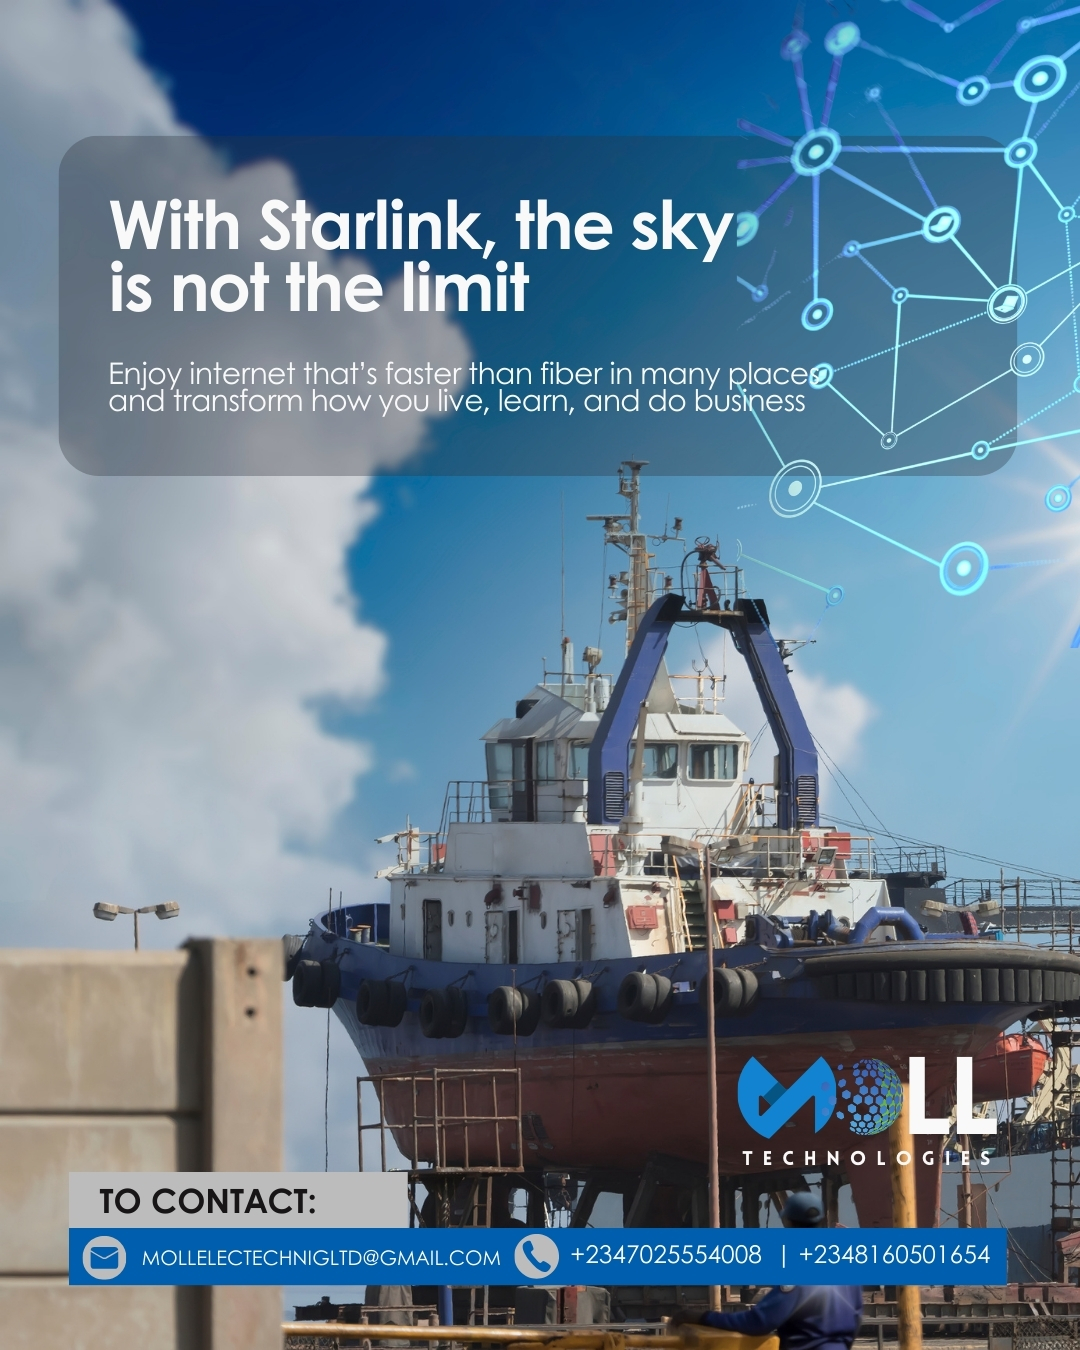 With Starlink, the sky
is not the limit
Enjoy internet that’s faster than fiber in many places
and transform how you live, learn, and do business
MOLL
TECHNOLOGIES
TO CONTACT:
MOLLELECTECHNIGLTD@GMAIL.COM
+2347025554008 | +2348160501654